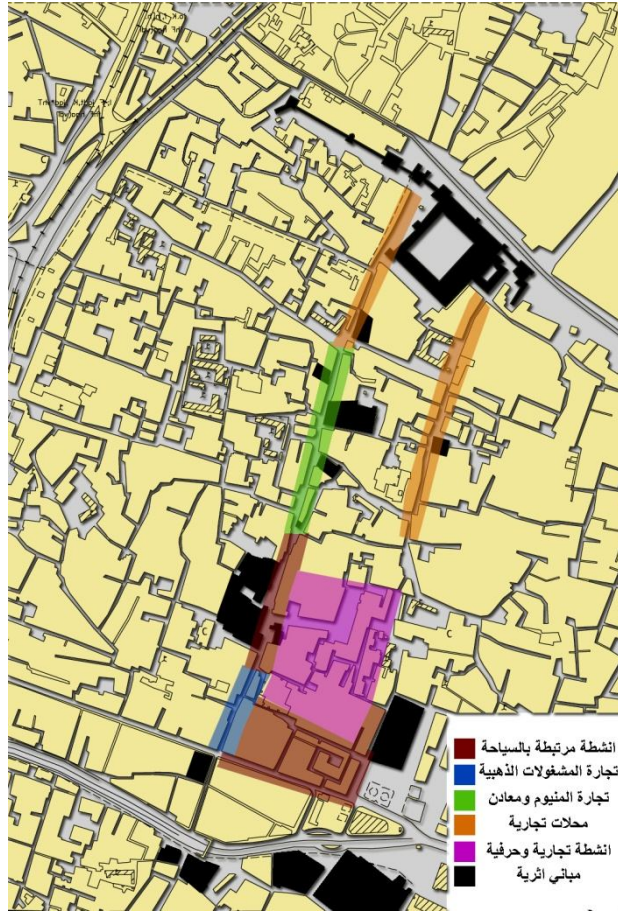 انشطة مرتبطة بالسياحة
تجارة المشغولات الذهبية
تجارة المنيوم ومعادن
محلات تجارية
انشطة تجارية وحرفية
مباني اثرية